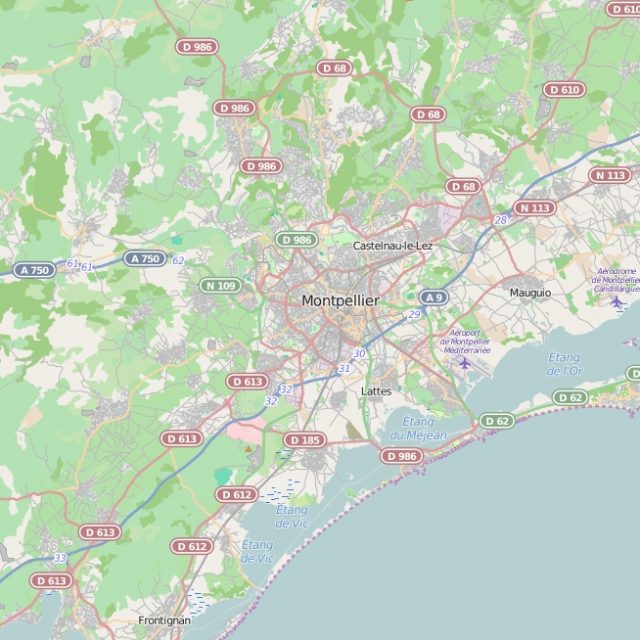 D 610
D 986
D 68
D 610
D 986
D 68
D 986
N 113
D 68
N 113
28
D 986
Castelnau-le-Lez
A 750
61
61
A 750
62
N 109
Montpellier
A 9
29
Mauguio
Aérodrome
de Montpellier
Candillargues
Aéroport
de Montpellier
Méditerranée
30
31
Étang
de l'Or
D 613
32
32
Lattes
D 62
D 62
Étang
du Méjean
D 613
D 185
D 986
D 612
Étang
de Vic
D 613
33
D 612
Étang
de Vic
D 613
Frontignan